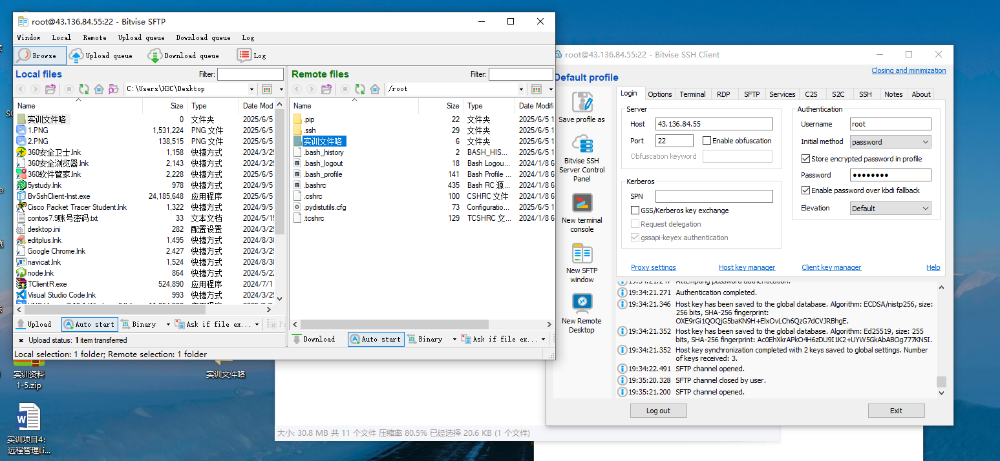 root@43.136.84.55:22 - Bitvise SFTP
Window Local Remote Upload queue Download queue Log
Browse Upload queue Download queue Log
Local files Filter:
C:\Users\H3C\Desktop
Name Size Type Date Mod
实训文件咯 0 文件夹 2025/6/5
1.PNG 1,531,224 PNG 文件 2025/6/5
2.PNG 138,515 PNG 文件 2025/6/5
360安全卫士.lnk 1,158 快捷方式 2024/3/29
360安全浏览器.lnk 2,143 快捷方式 2024/3/29
360软件管家.lnk 2,228 快捷方式 2025/6/5
5ystudy.lnk 978 快捷方式 2024/9/5
BvSshClient-Inst.exe 24,185,648 应用程序 2025/6/5
Cisco Packet Tracer Student.lnk 1,322 快捷方式 2024/9/5
contos7.9账号密码.txt 33 文本文档 2024/5/15
desktop.ini 282 配置设置 2024/3/29
editplus.lnk 1,495 快捷方式 2024/8/30
Google Chrome.lnk 2,427 快捷方式 2024/3/29
navicat.lnk 1,524 快捷方式 2024/8/30
node.lnk 864 快捷方式 2024/5/22
TClientR.exe 524,890 应用程序 2024/7/1
Visual Studio Code.lnk 993 快捷方式 2024/3/29
Upload Auto start Binary Ask if file ex...
Upload status: 1 item transferred
Local selection: 1 folder; Remote selection: 1 folder
Remote files Filter:
/root
Name Size Type Date Modifi
.pip 22 文件夹 2025/6/5 1
.ssh 29 文件夹 2025/6/5 1
实训文件咯 6 文件夹 2025/6/5 1
.bash_history 2 BASH_HIS... 2025/6/5 1
.bash_logout 18 Bash Logou... 2024/1/8 6
.bash_profile 141 Bash Profile ... 2024/1/8 6
.bashrc 435 Bash RC 源... 2024/1/8 6
.cshrc 100 CSHRC 文件 2024/1/8 6
.pydistutils.cfg 73 Configuratio... 2025/6/5 1
.tcshrc 129 TCSHRC 文... 2024/1/8 6
Download Auto start Binary Ask if file ex...
root@43.136.84.55:22 - Bitvise SSH Client
Closing and minimization
Default profile
Save profile as
Bitvise SSH
Server Control
Panel
New terminal
console
New SFTP
window
New Remote
Desktop
Login Options Terminal RDP SFTP Services C2S S2C SSH Notes About
Server
Host 43.136.84.55
Port 22 Enable obfuscation
Obfuscation keyword
Kerberos
SPN
GSS/Kerberos key exchange
Request delegation
gssapi-keyex authentication
Authentication
Username root
Initial method password
Store encrypted password in profile
Password ●●●●●●●●
Enable password over kbdi fallback
Elevation Default
Proxy settings Host key manager Client key manager Help
19:34:21.247 Attempting password authentication.
19:34:21.271 Authentication completed.
19:34:21.346 Host key has been saved to the global database. Algorithm: ECDSA/nistp256, size:
256 bits, SHA-256 fingerprint:
OXE9rGi1QOQjG5baKN9H+ElxOvLCh6QzG7dCVJRBhgE.
19:34:21.352 Host key has been saved to the global database. Algorithm: Ed25519, size: 255
bits, SHA-256 fingerprint: Ac0EhXkrAPkO4H6zDU9I1K2+UYW5GkAbABOg777KN5I.
19:34:21.352 Host key synchronization completed with 2 keys saved to global settings. Number
of keys received: 3.
19:34:22.491 SFTP channel opened.
19:35:20.328 SFTP channel closed by user.
19:35:21.200 SFTP channel opened.
Log out Exit
实训资料
1-5.zip
实训文件咯
实训项目4:
远程管理Li...
大小: 30.8 MB 共 11 个文件 压缩率 80.5% 已经选择 20.6 KB (1 个文件)